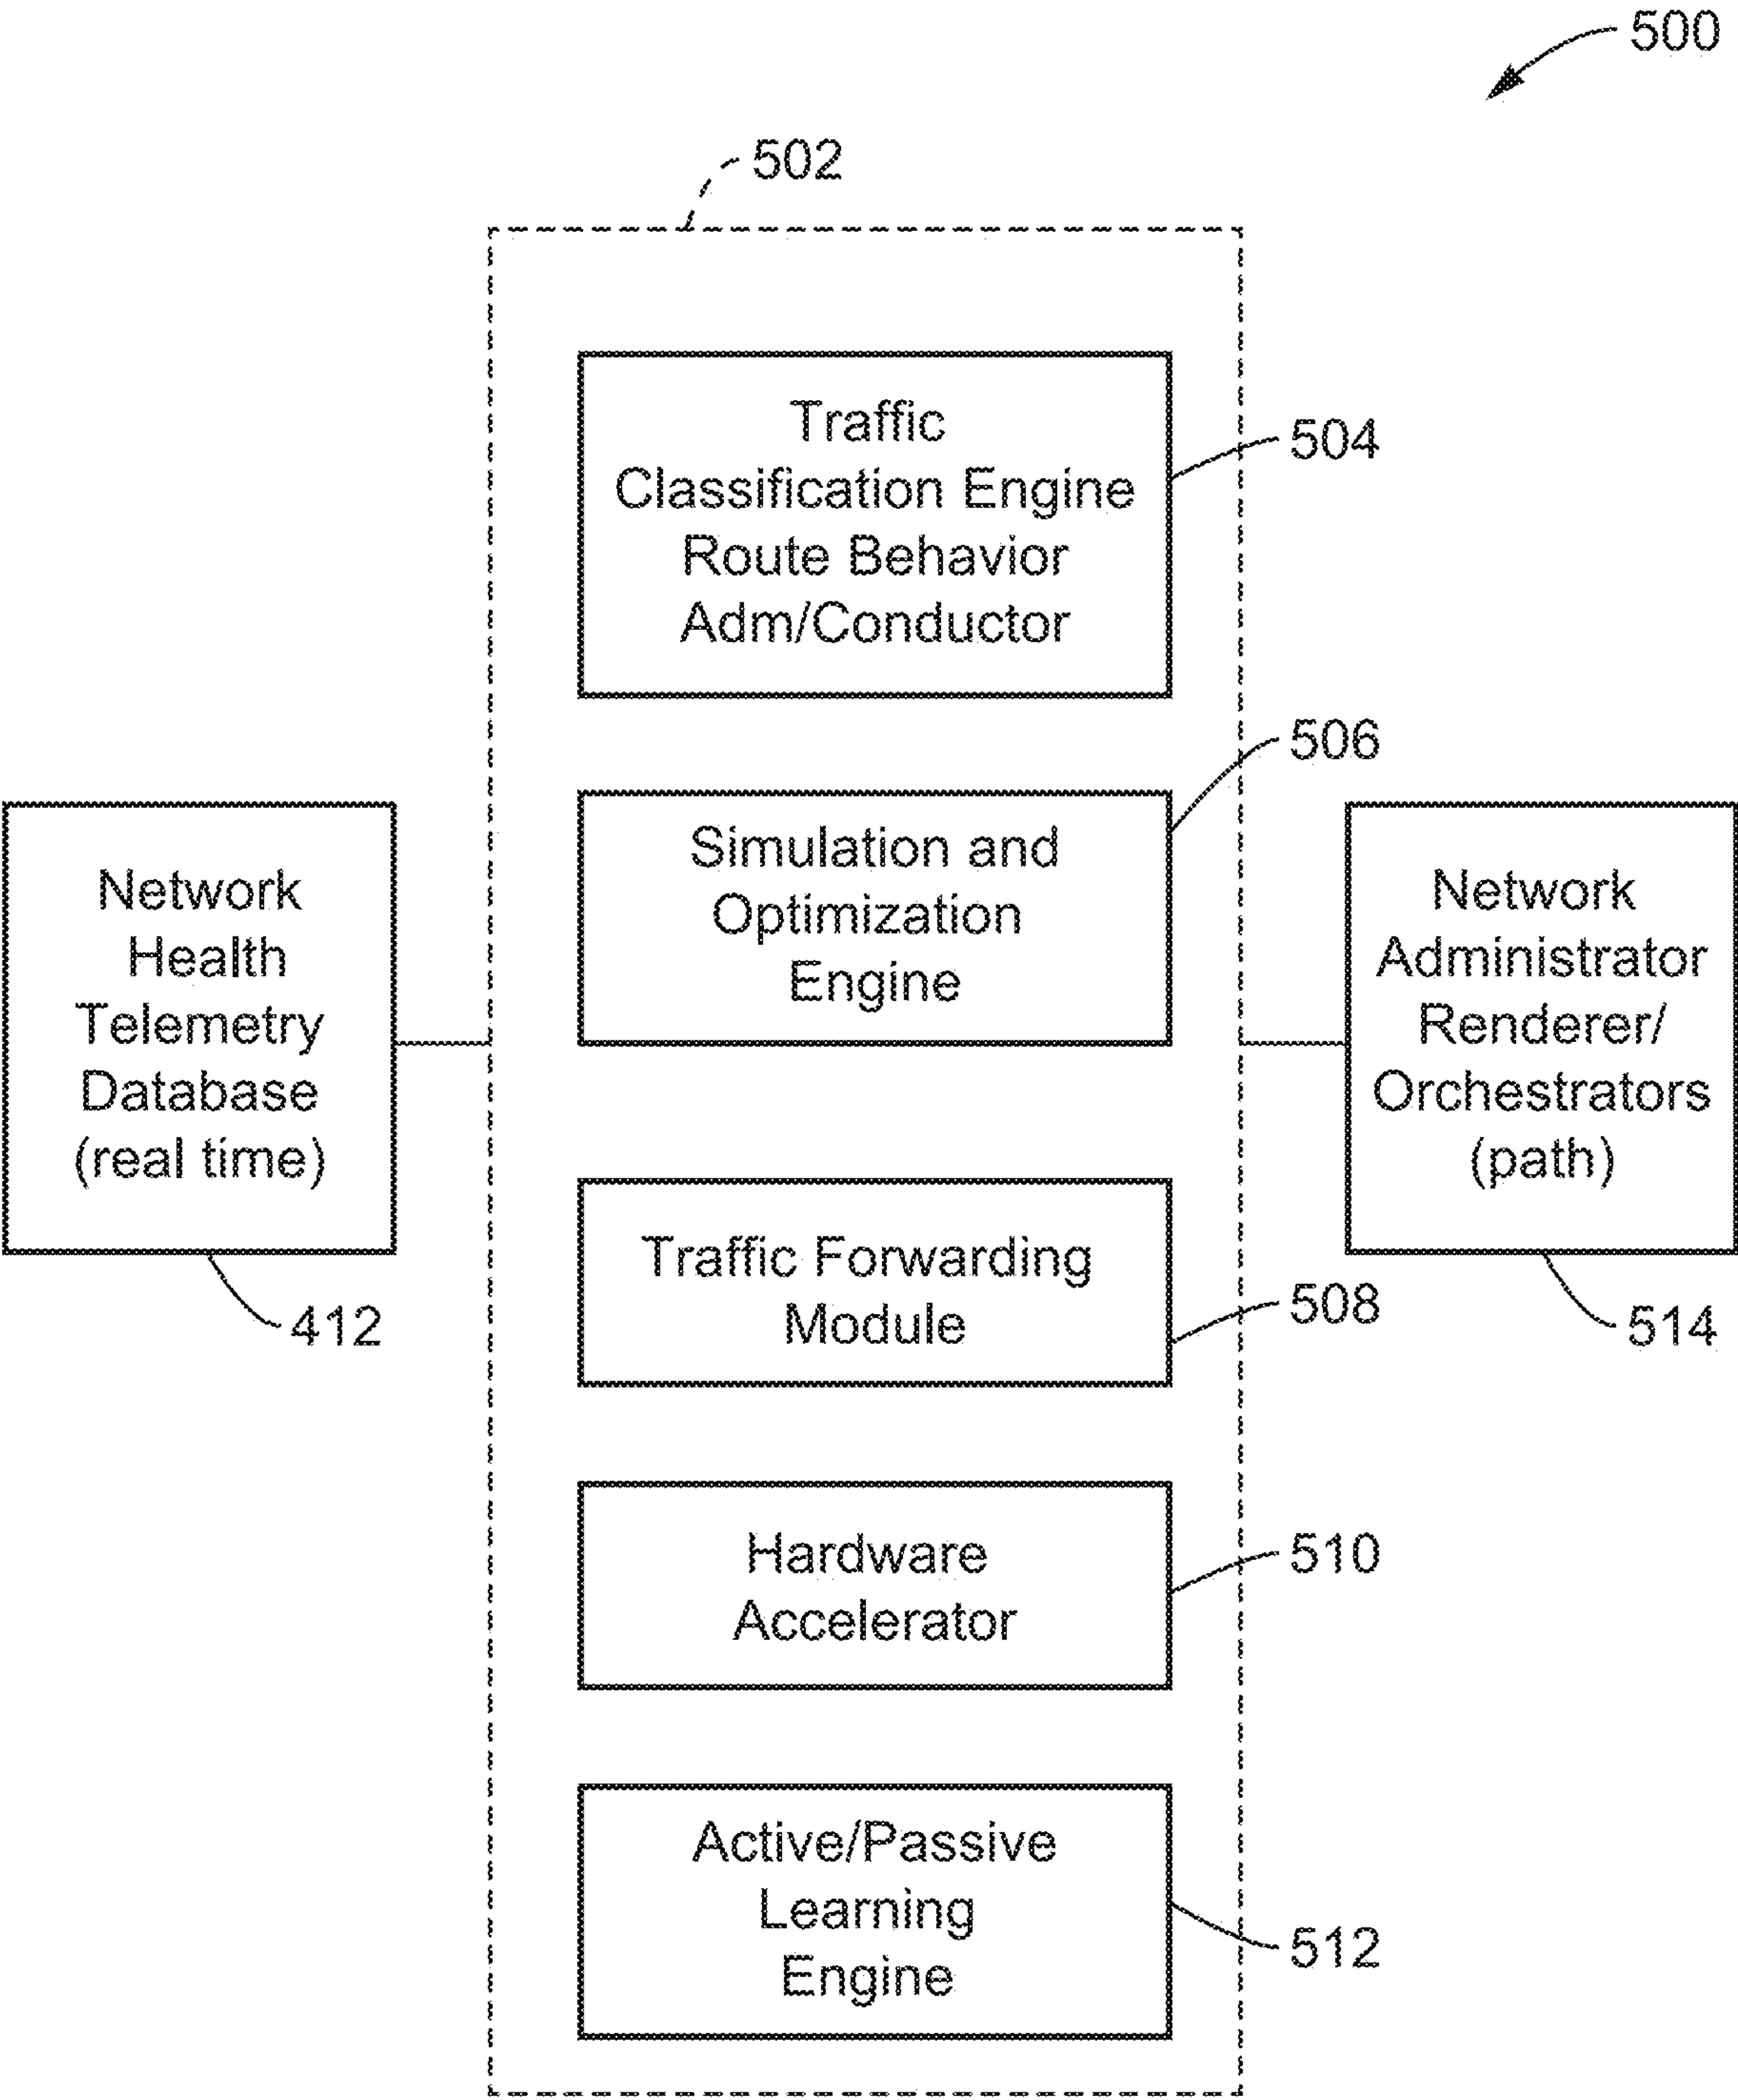 500
502
Traffic
Classification Engine
Route Behavior
Adm/Conductor
504
Simulation and
Optimization
Engine
506
Network
Health
Telemetry
Database
(real time)
412
Network
Administrator
Renderer/
Orchestrators
(path)
514
Traffic Forwarding
Module
508
Hardware
Accelerator
510
Active/Passive
Learning
Engine
512